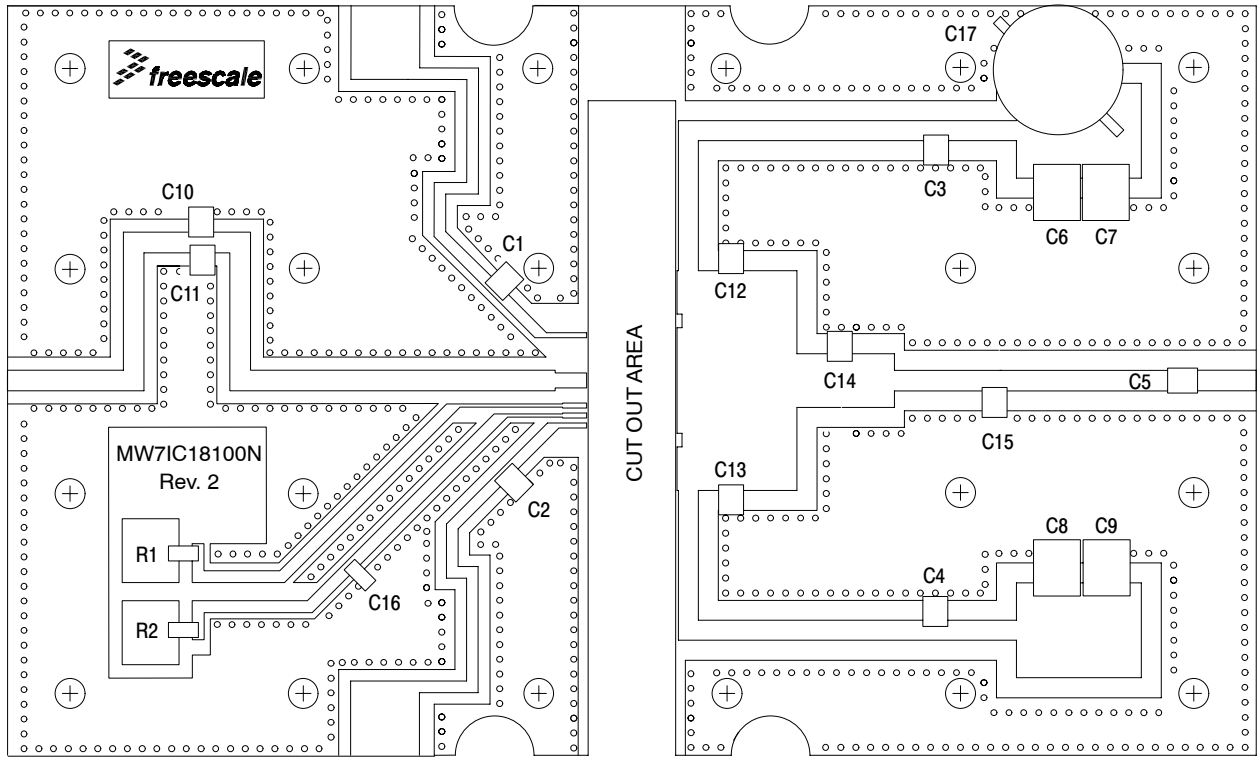 freescale
C17
C10
C3
C1
C6
C7
C11
C12
C14
C5
C15
CUT OUT AREA
MW7IC18100N
Rev. 2
C13
C2
C8
C9
R1
C4
C16
R2